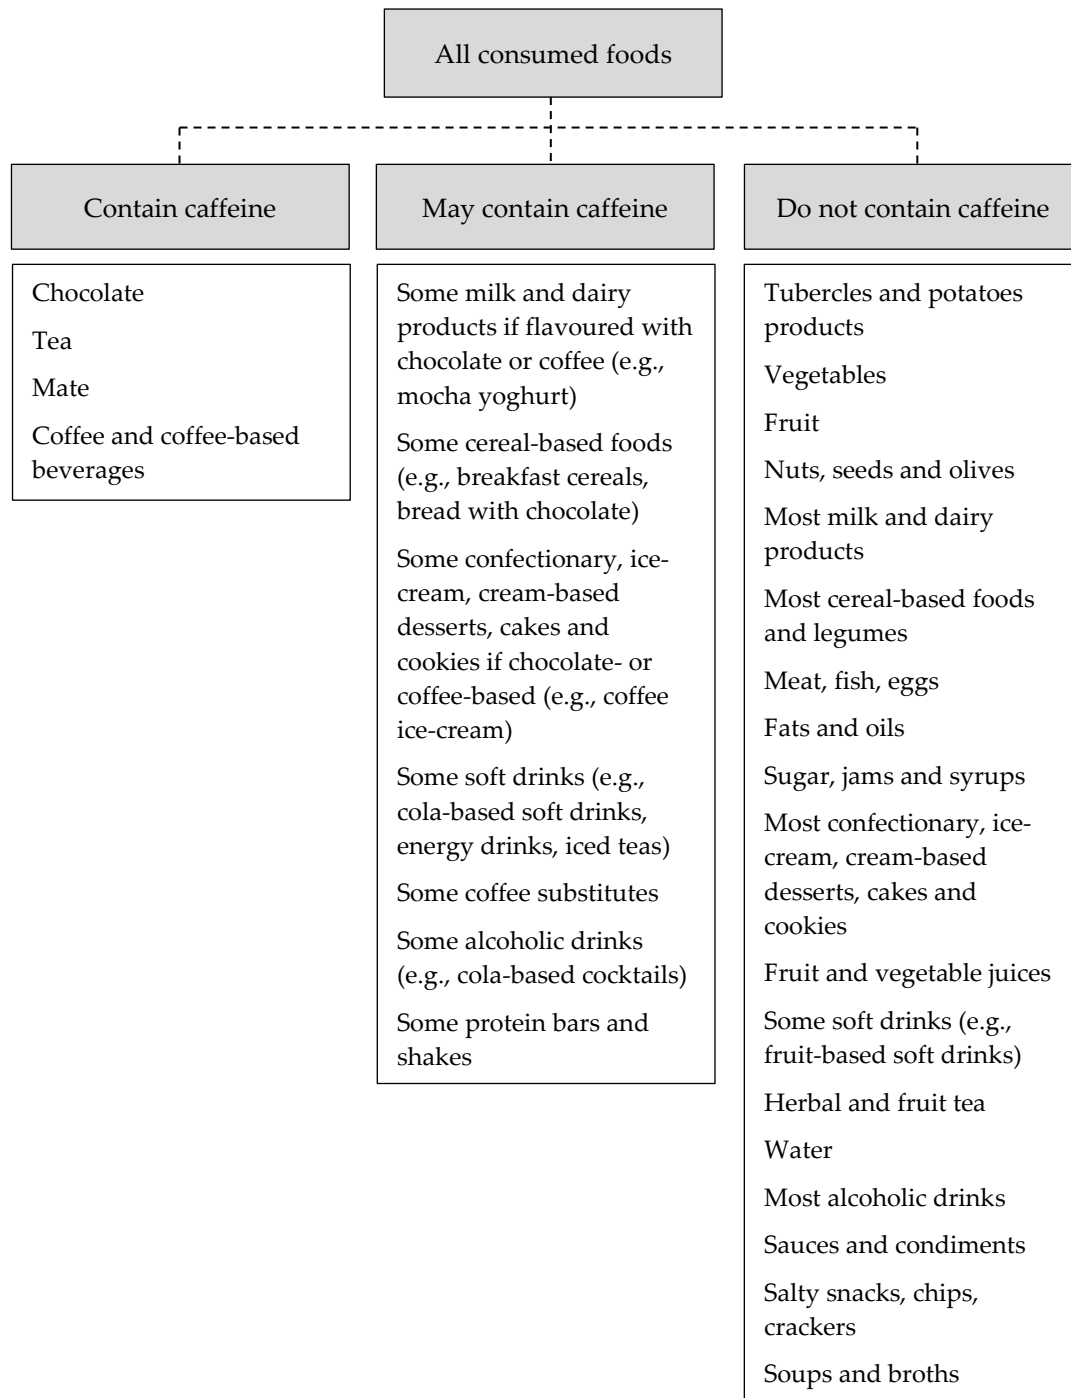 All consumed foods
Contain caffeine
May contain caffeine
Do not contain caffeine
Chocolate
Tea
Mate
Coffee and coffee-based
beverages
Some milk and dairy
products if flavoured with
chocolate or coffee (e.g.,
mocha yoghurt)
Some cereal-based foods
(e.g., breakfast cereals,
bread with chocolate)
Some confectionary, ice-
cream, cream-based
desserts, cakes and
cookies if chocolate- or
coffee-based (e.g., coffee
ice-cream)
Some soft drinks (e.g.,
cola-based soft drinks,
energy drinks, iced teas)
Some coffee substitutes
Some alcoholic drinks
(e.g., cola-based cocktails)
Some protein bars and
shakes
Tubercles and potatoes
products
Vegetables
Fruit
Nuts, seeds and olives
Most milk and dairy
products
Most cereal-based foods
and legumes
Meat, fish, eggs
Fats and oils
Sugar, jams and syrups
Most confectionary, ice-
cream, cream-based
desserts, cakes and
cookies
Fruit and vegetable juices
Some soft drinks (e.g.,
fruit-based soft drinks)
Herbal and fruit tea
Water
Most alcoholic drinks
Sauces and condiments
Salty snacks, chips,
crackers
Soups and broths